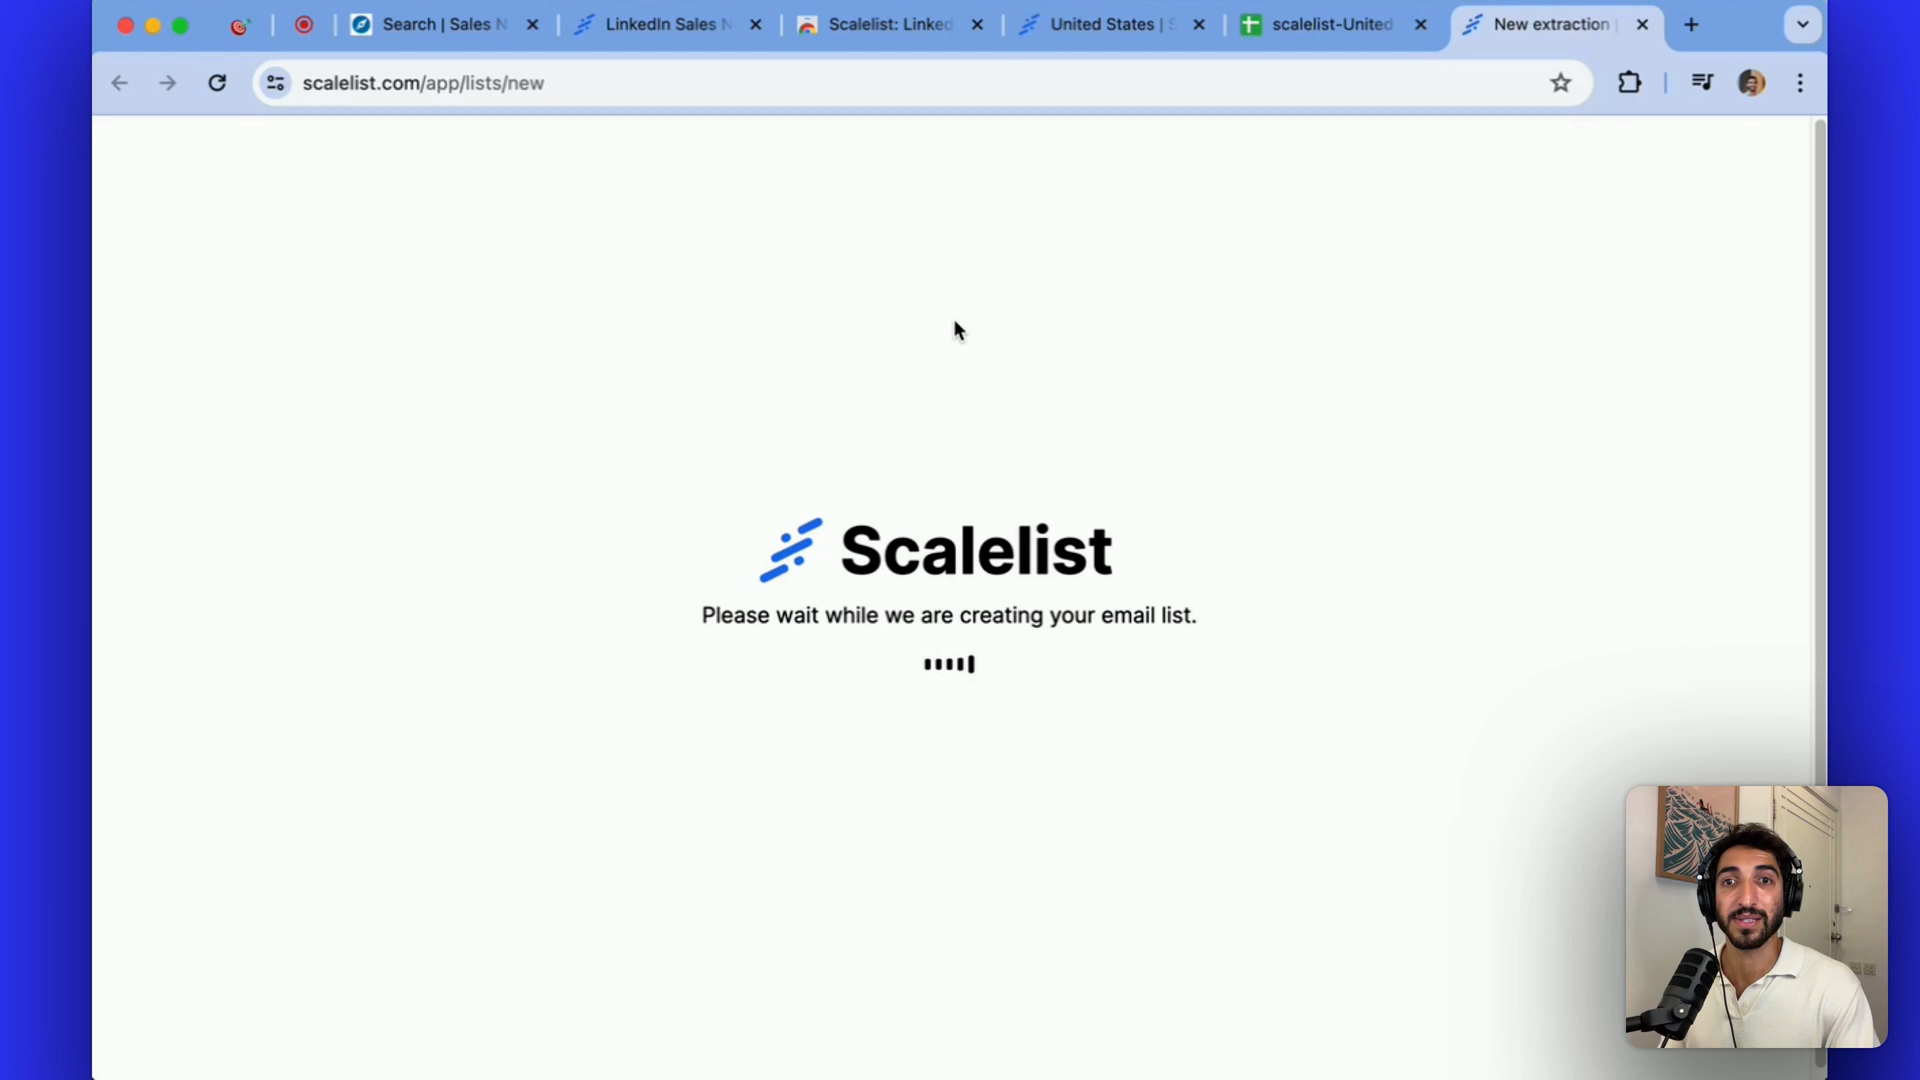 Search | Sales N
LinkedIn Sales N
Scalelist: Linked
United States | S
scalelist-United
New extraction |
scalelist.com/app/lists/new
Scalelist
Please wait while we are creating your email list.